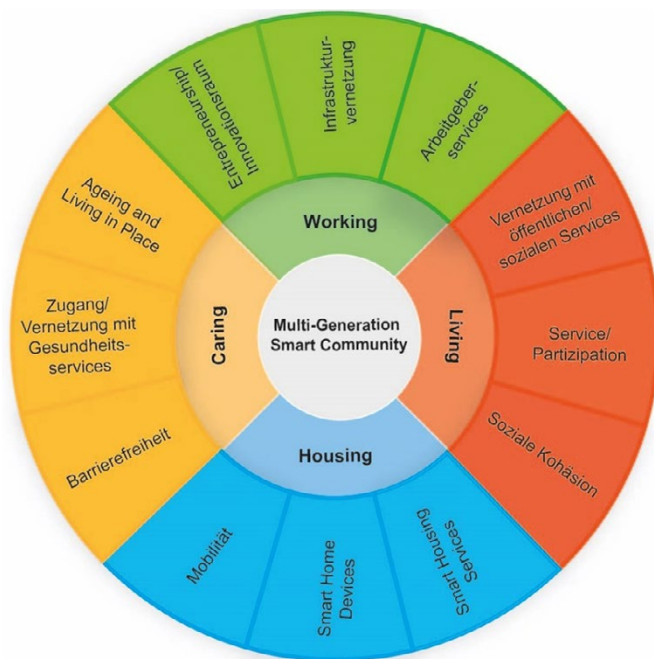 Entrepreneurship/
Innovationsraum
Infrastruktur-
vernetzung
Arbeitgeber-
services
Ageing and
Living in Place
Working
Vernetzung mit
öffentlichen/
sozialen Services
Zugang/
Vernetzung mit
Gesundheits-
services
Caring
Multi-Generation
Smart Community
Living
Service/
Partizipation
Barrierefreiheit
Housing
Soziale Kohäsion
Mobilität
Smart Home
Devices
Smart Housing
Services